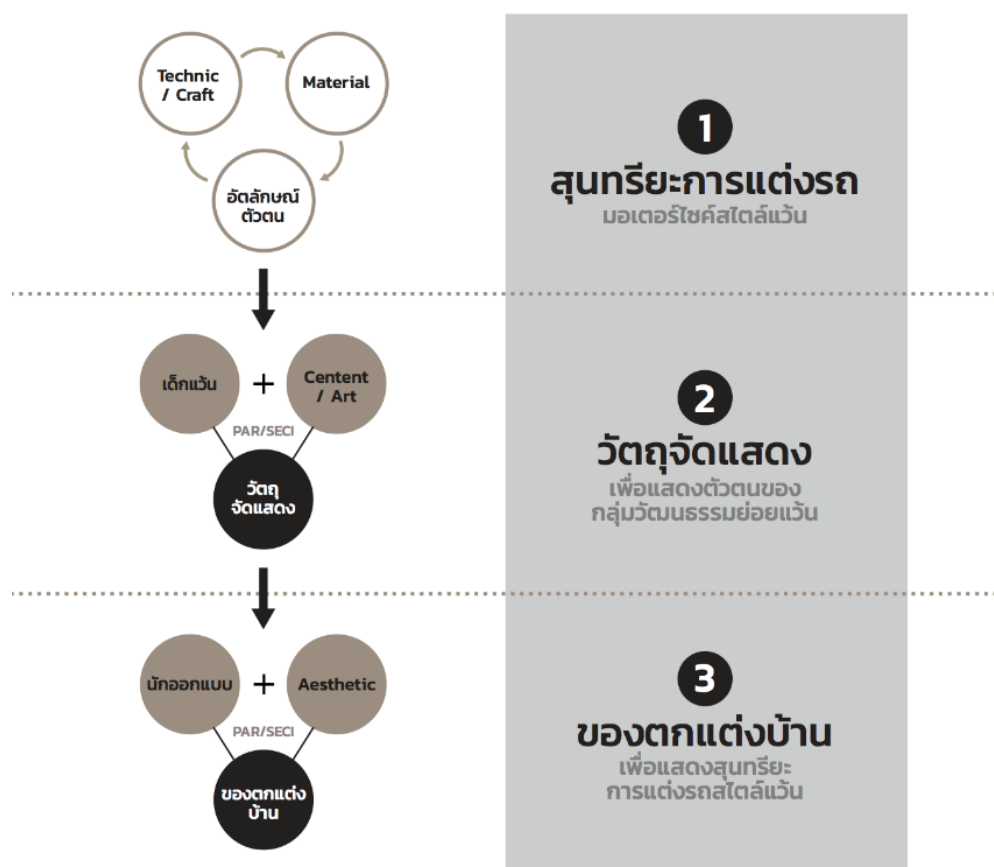 Technic
/ Craft
Material
อัตลักษณ์
ตัวตน
1
สุนทรียะการแต่งรถ
มอเตอร์ไซค์สไตล์แว้น
เด็กแว้น
+
Centent
/ Art
PAR/SECI
วัตถุ
จัดแสดง
2
วัตถุจัดแสดง
เพื่อแสดงตัวตนของ
กลุ่มวัฒนธรรมย่อยแว้น
นักออกแบบ
+
Aesthetic
PAR/SECI
ของตกแต่ง
บ้าน
3
ของตกแต่งบ้าน
เพื่อแสดงสุนทรียะ
การแต่งรถสไตล์แว้น